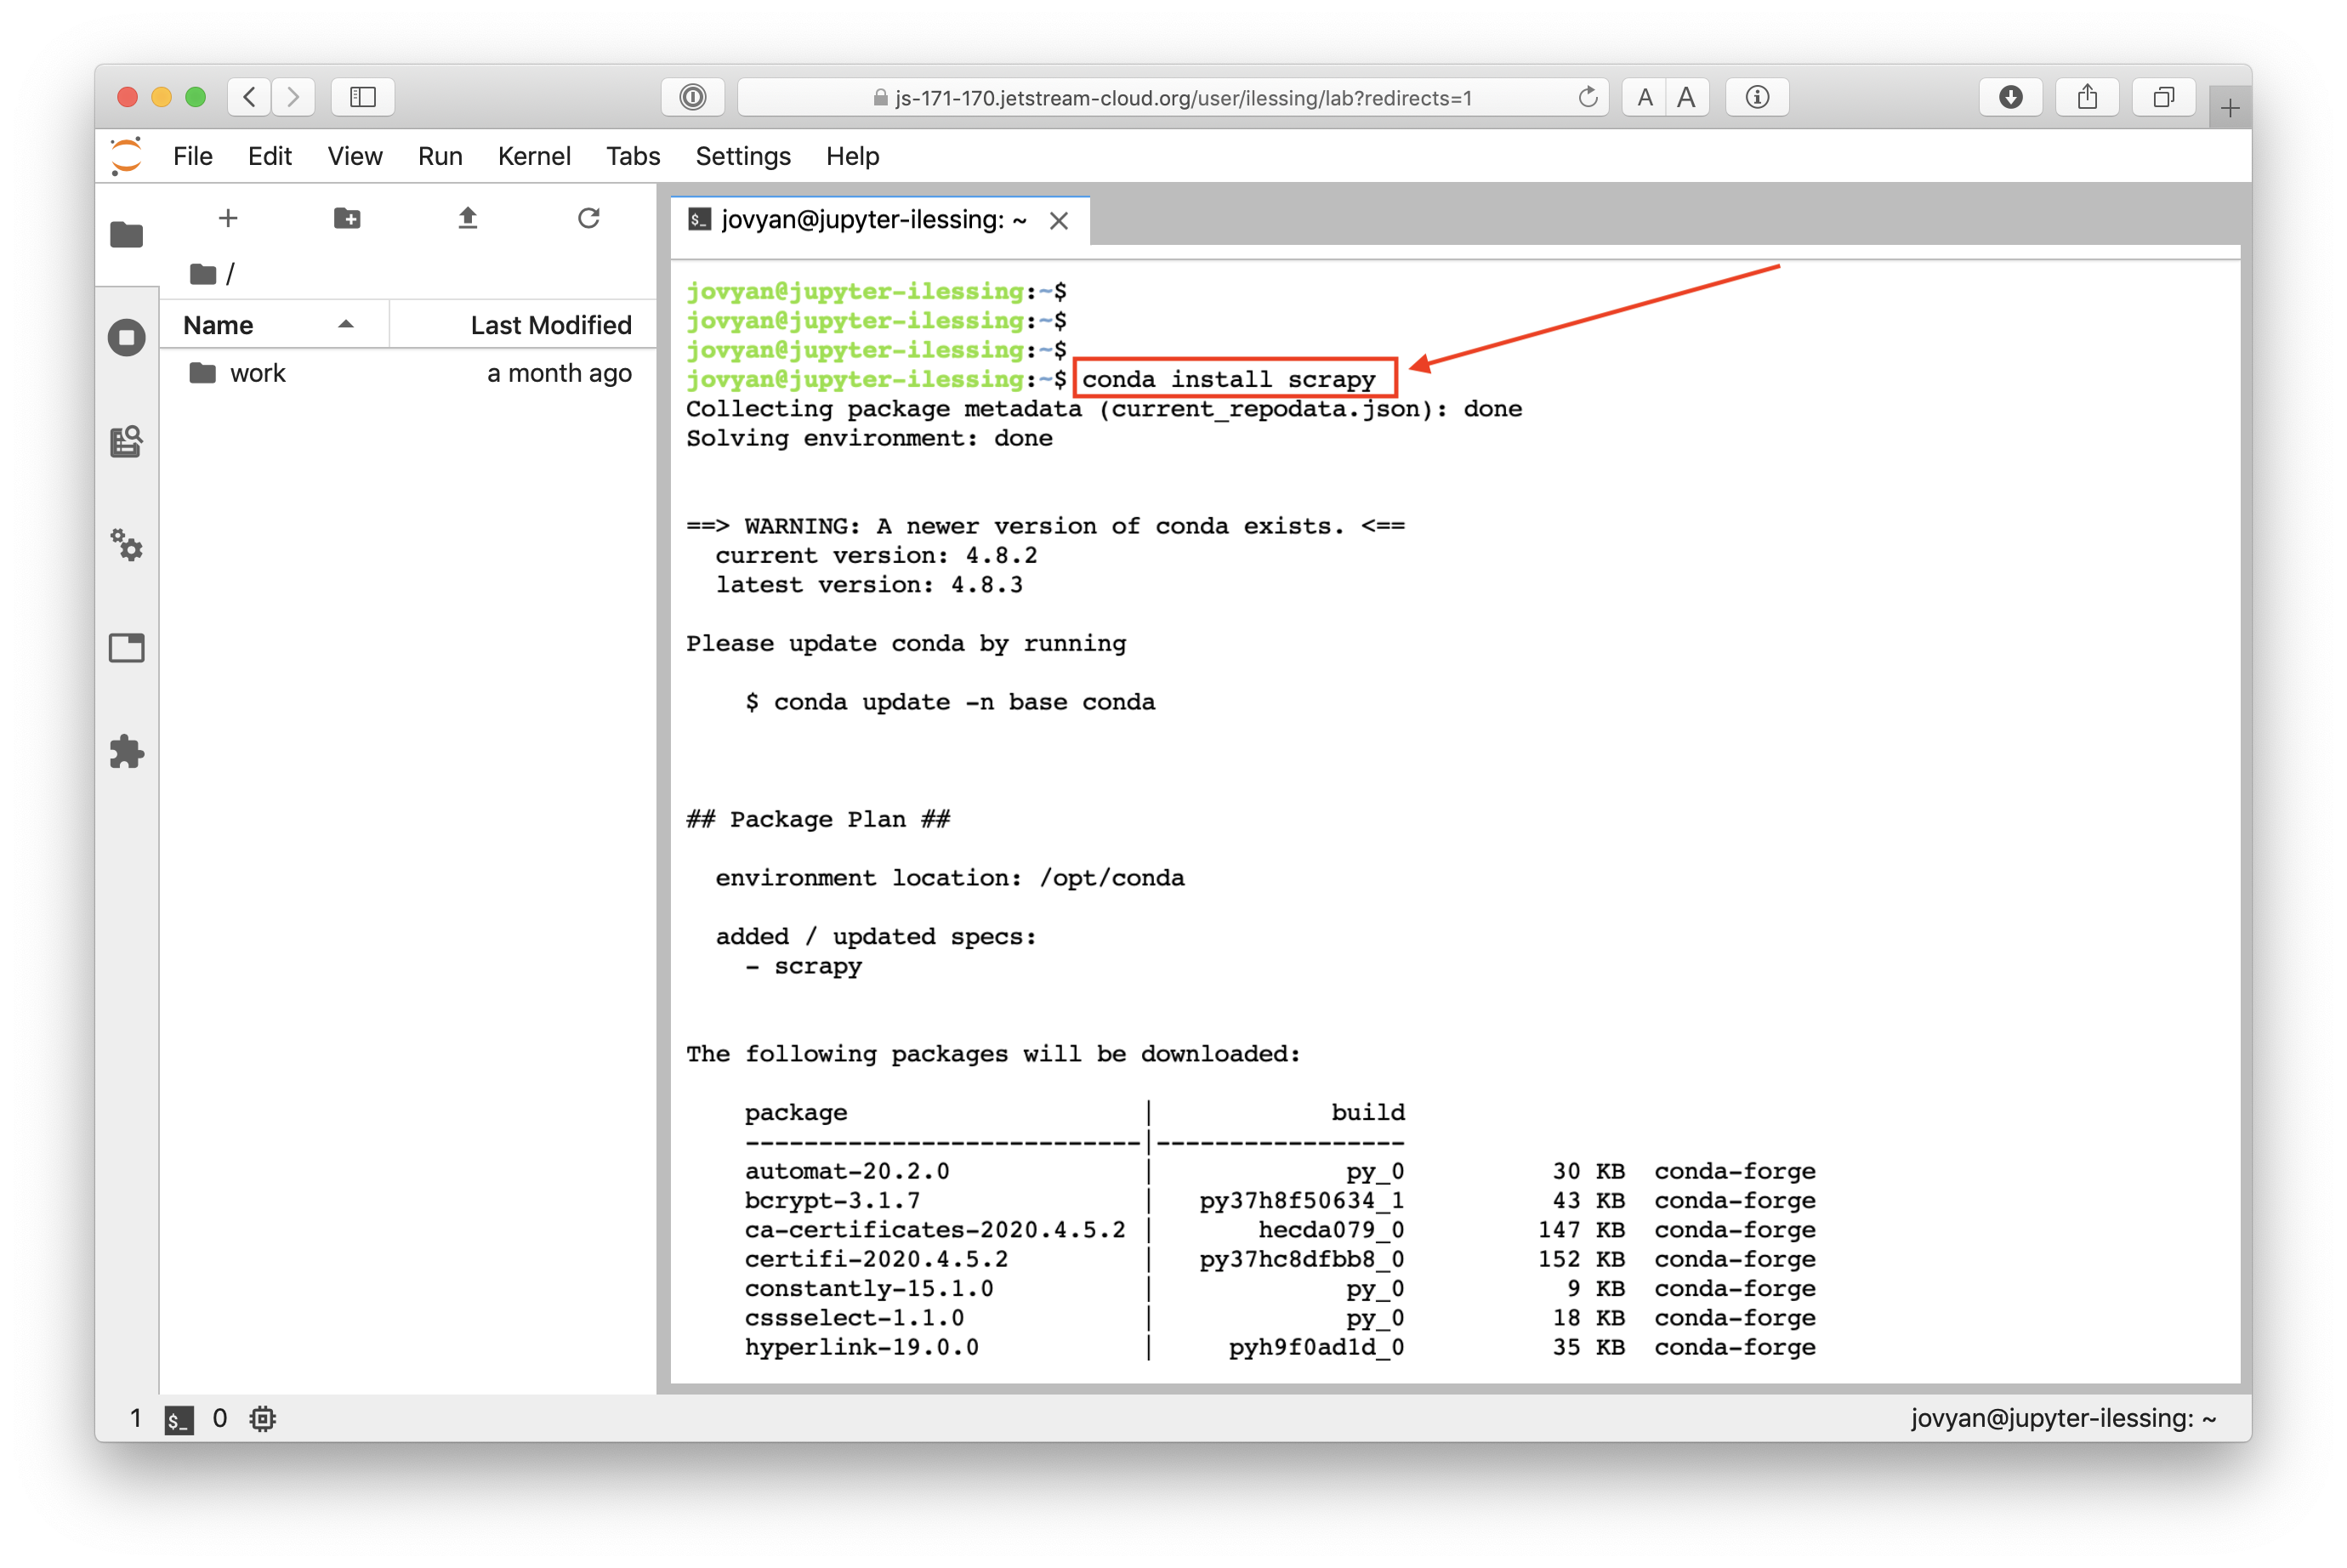 js-171-170.jetstream-cloud.org/user/ilessing/lab?redirects=1
A A
File Edit View Run Kernel Tabs Settings Help
jovyan@jupyter-ilessing: ~
/
Name Last Modified
work a month ago
jovyan@jupyter-ilessing:~$
jovyan@jupyter-ilessing:~$
jovyan@jupyter-ilessing:~$
jovyan@jupyter-ilessing:~$ conda install scrapy
Collecting package metadata (current_repodata.json): done
Solving environment: done
==> WARNING: A newer version of conda exists. <==
current version: 4.8.2
latest version: 4.8.3
Please update conda by running
$ conda update -n base conda
## Package Plan ##
environment location: /opt/conda
added / updated specs:
- scrapy
The following packages will be downloaded:
package | build
---------------------------|-----------------
automat-20.2.0 | py_0 30 KB conda-forge
bcrypt-3.1.7 | py37h8f50634_1 43 KB conda-forge
ca-certificates-2020.4.5.2 | hecda079_0 147 KB conda-forge
certifi-2020.4.5.2 | py37hc8dfbb8_0 152 KB conda-forge
constantly-15.1.0 | py_0 9 KB conda-forge
cssselect-1.1.0 | py_0 18 KB conda-forge
hyperlink-19.0.0 | pyh9f0ad1d_0 35 KB conda-forge
1 $_ 0 jovyan@jupyter-ilessing: ~